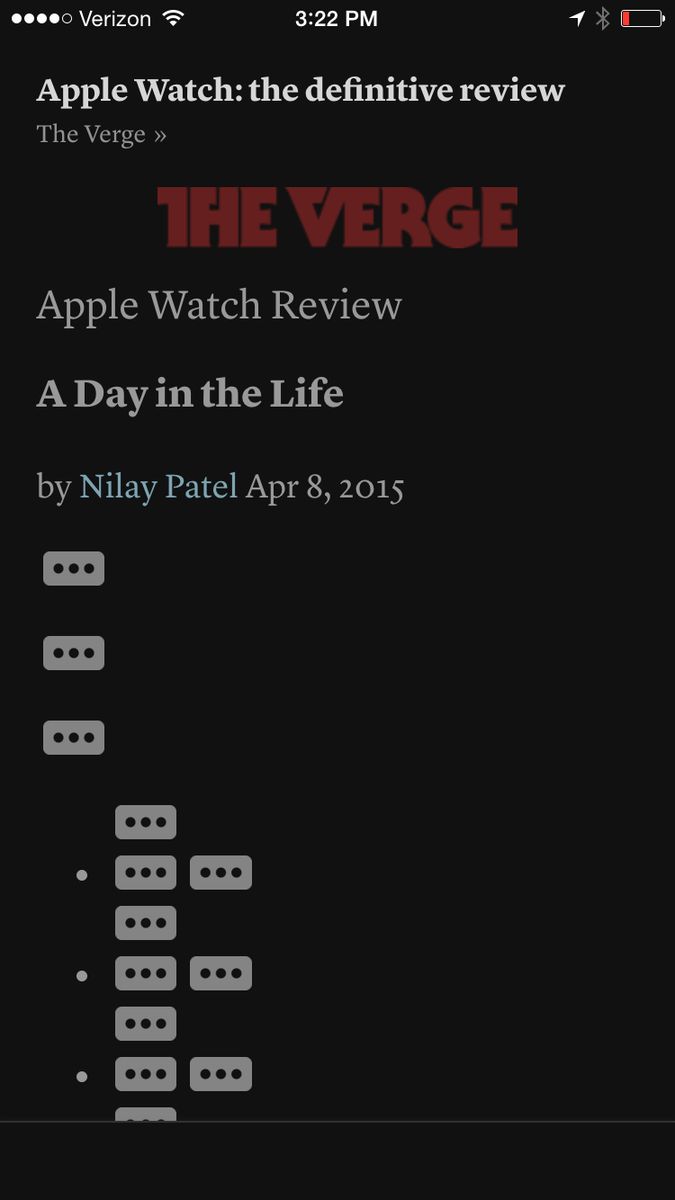 Verizon 3:22 PM
Apple Watch: the definitive review
The Verge »
THE VERGE
Apple Watch Review
A Day in the Life
by Nilay Patel Apr 8, 2015